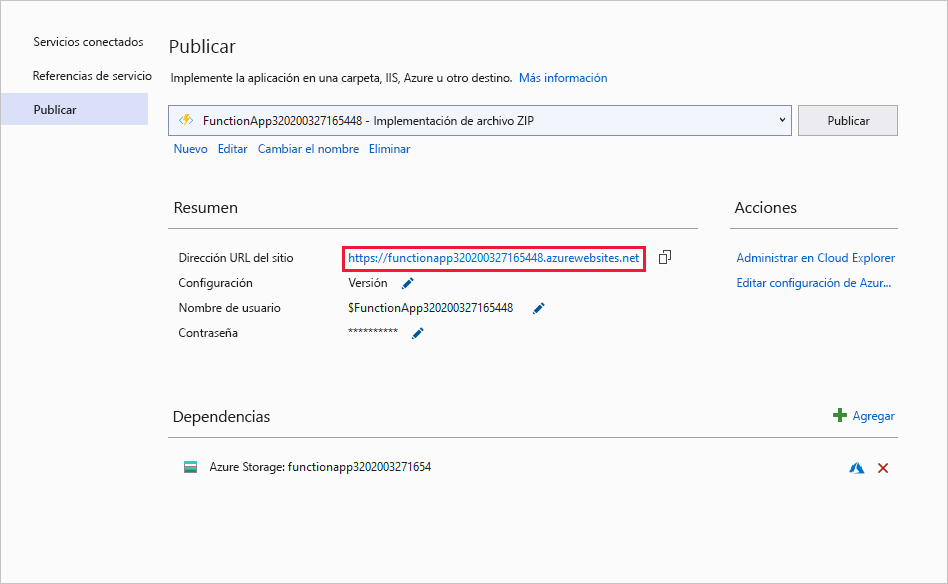 Servicios conectados
Referencias de servicio
Publicar
Publicar
Implemente la aplicación en una carpeta, IIS, Azure u otro destino. Más información
FunctionApp320200327165448 - Implementación de archivo ZIP
Publicar
Nuevo Editar Cambiar el nombre Eliminar
Resumen
Dirección URL del sitio https://functionapp320200327165448.azurewebsites.net
Configuración Versión
Nombre de usuario $FunctionApp320200327165448
Contraseña **********
Acciones
Administrar en Cloud Explorer
Editar configuración de Azur...
Dependencias
Agregar
Azure Storage: functionapp3202003271654